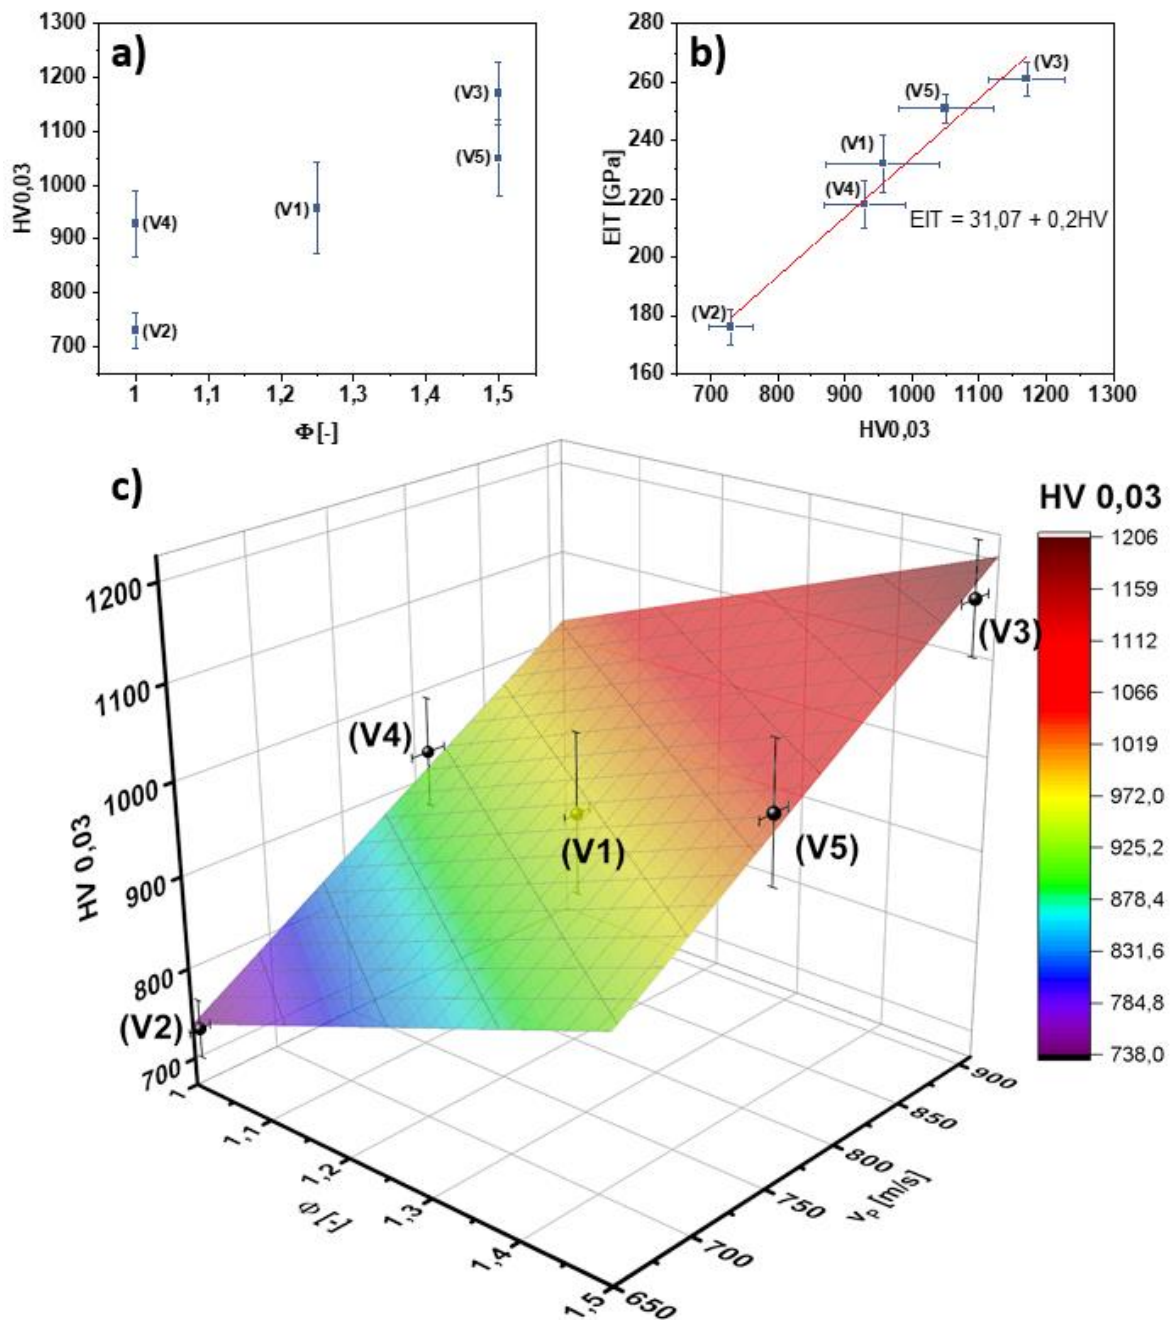 a)
1300
1200
1100
1000
900
800
700
HV0,03
(V3)
(V5)
(V1)
(V4)
(V2)
1 1,1 1,2 1,3 1,4 1,5
Φ [-]
b)
280
260
240
220
200
180
160
EIT [GPa]
(V3)
(V5)
(V1)
(V4)
(V2)
EIT = 31,07 + 0,2HV
700 800 900 1000 1100 1200 1300
HV0,03
c)
1200
1100
1000
900
800
700
HV 0,03
(V4)
(V1)
(V5)
(V3)
(V2)
1 1,1 1,2 1,3 1,4 1,5
Φ [-]
650 700 750 800 850 900
vP [m/s]
HV 0,03
1206
1159
1112
1066
1019
972,0
925,2
878,4
831,6
784,8
738,0